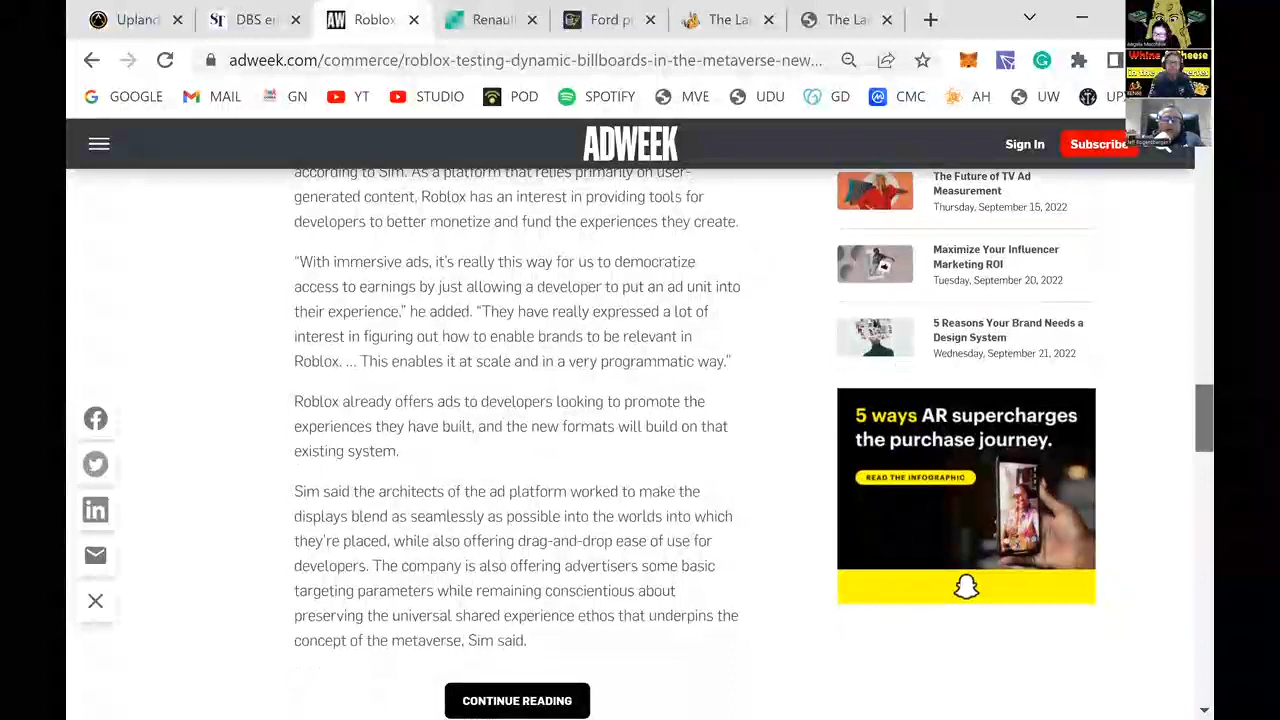 Uplan
DBS en
Roblox
Renaul
Ford p
The La
The La
adweek.com/commerce/roblox-testing-dynamic-billboards-in-the-metaverse-new...
GOOGLE
MAIL
GN
YT
STUDIO
POD
SPOTIFY
MVE
UDU
GD
CMC
AH
UW
UPX
Whine & Cheese
in the
Jeff Rogensberger
ADWEEK
Sign In
Subscribe
according to Sim. As a platform that relies primarily on user-
generated content, Roblox has an interest in providing tools for
developers to better monetize and fund the experiences they create.
“With immersive ads, it’s really this way for us to democratize
access to earnings by just allowing a developer to put an ad unit into
their experience,” he added. “They have really expressed a lot of
interest in figuring out how to enable brands to be relevant in
Roblox. … This enables it at scale and in a very programmatic way.”
Roblox already offers ads to developers looking to promote the
experiences they have built, and the new formats will build on that
existing system.
Sim said the architects of the ad platform worked to make the
displays blend as seamlessly as possible into the worlds into which
they’re placed, while also offering drag-and-drop ease of use for
developers. The company is also offering advertisers some basic
targeting parameters while remaining conscientious about
preserving the universal shared experience ethos that underpins the
concept of the metaverse, Sim said.
CONTINUE READING
The Future of TV Ad
Measurement
Thursday, September 15, 2022
Maximize Your Influencer
Marketing ROI
Tuesday, September 20, 2022
5 Reasons Your Brand Needs a
Design System
Wednesday, September 21, 2022
5 ways AR supercharges
the purchase journey.
READ THE INFOGRAPHIC